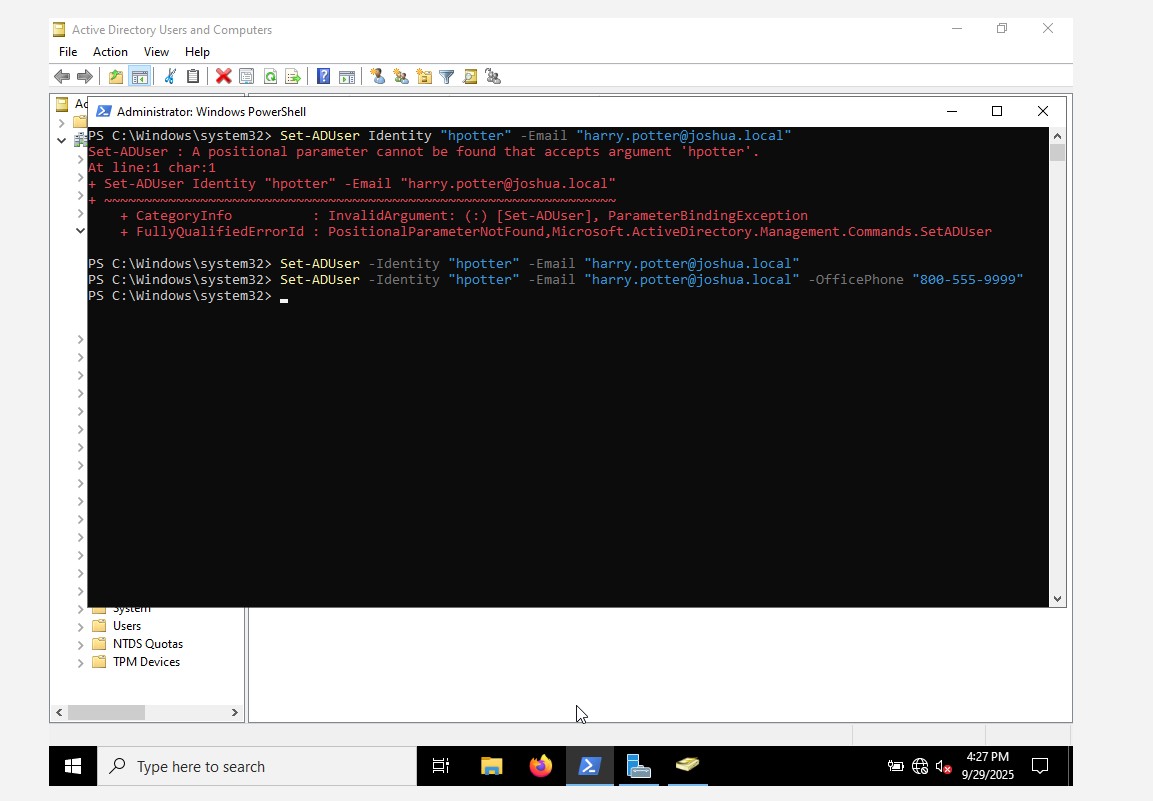 Active Directory Users and Computers
File Action View Help
Ac
Administrator: Windows PowerShell
PS C:\Windows\system32> Set-ADUser Identity "hpotter" -Email "harry.potter@joshua.local"
Set-ADUser : A positional parameter cannot be found that accepts argument 'hpotter'.
At line:1 char:1
+ Set-ADUser Identity "hpotter" -Email "harry.potter@joshua.local"
+ ~~~~~~~~~~~~~~~~~~~~~~~~~~~~~~~~~~~~~~~~~~~~~~~~~~~~~~~~~~~~~~~~
+ CategoryInfo : InvalidArgument: (:) [Set-ADUser], ParameterBindingException
+ FullyQualifiedErrorId : PositionalParameterNotFound,Microsoft.ActiveDirectory.Management.Commands.SetADUser
PS C:\Windows\system32> Set-ADUser -Identity "hpotter" -Email "harry.potter@joshua.local"
PS C:\Windows\system32> Set-ADUser -Identity "hpotter" -Email "harry.potter@joshua.local" -OfficePhone "800-555-9999"
PS C:\Windows\system32>
System
Users
NTDS Quotas
TPM Devices
Type here to search
4:27 PM
9/29/2025